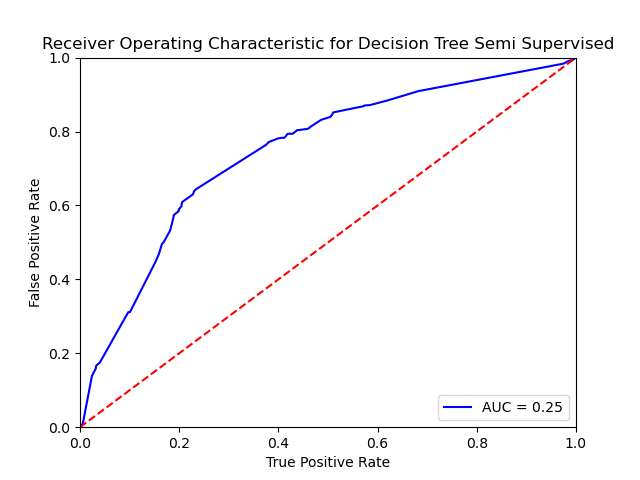 Receiver Operating Characteristic for Decision Tree Semi Supervised
1.0
0.8
0.6
0.4
0.2
0.0
False Positive Rate
AUC = 0.25
0.0 0.2 0.4 0.6 0.8 1.0
True Positive Rate